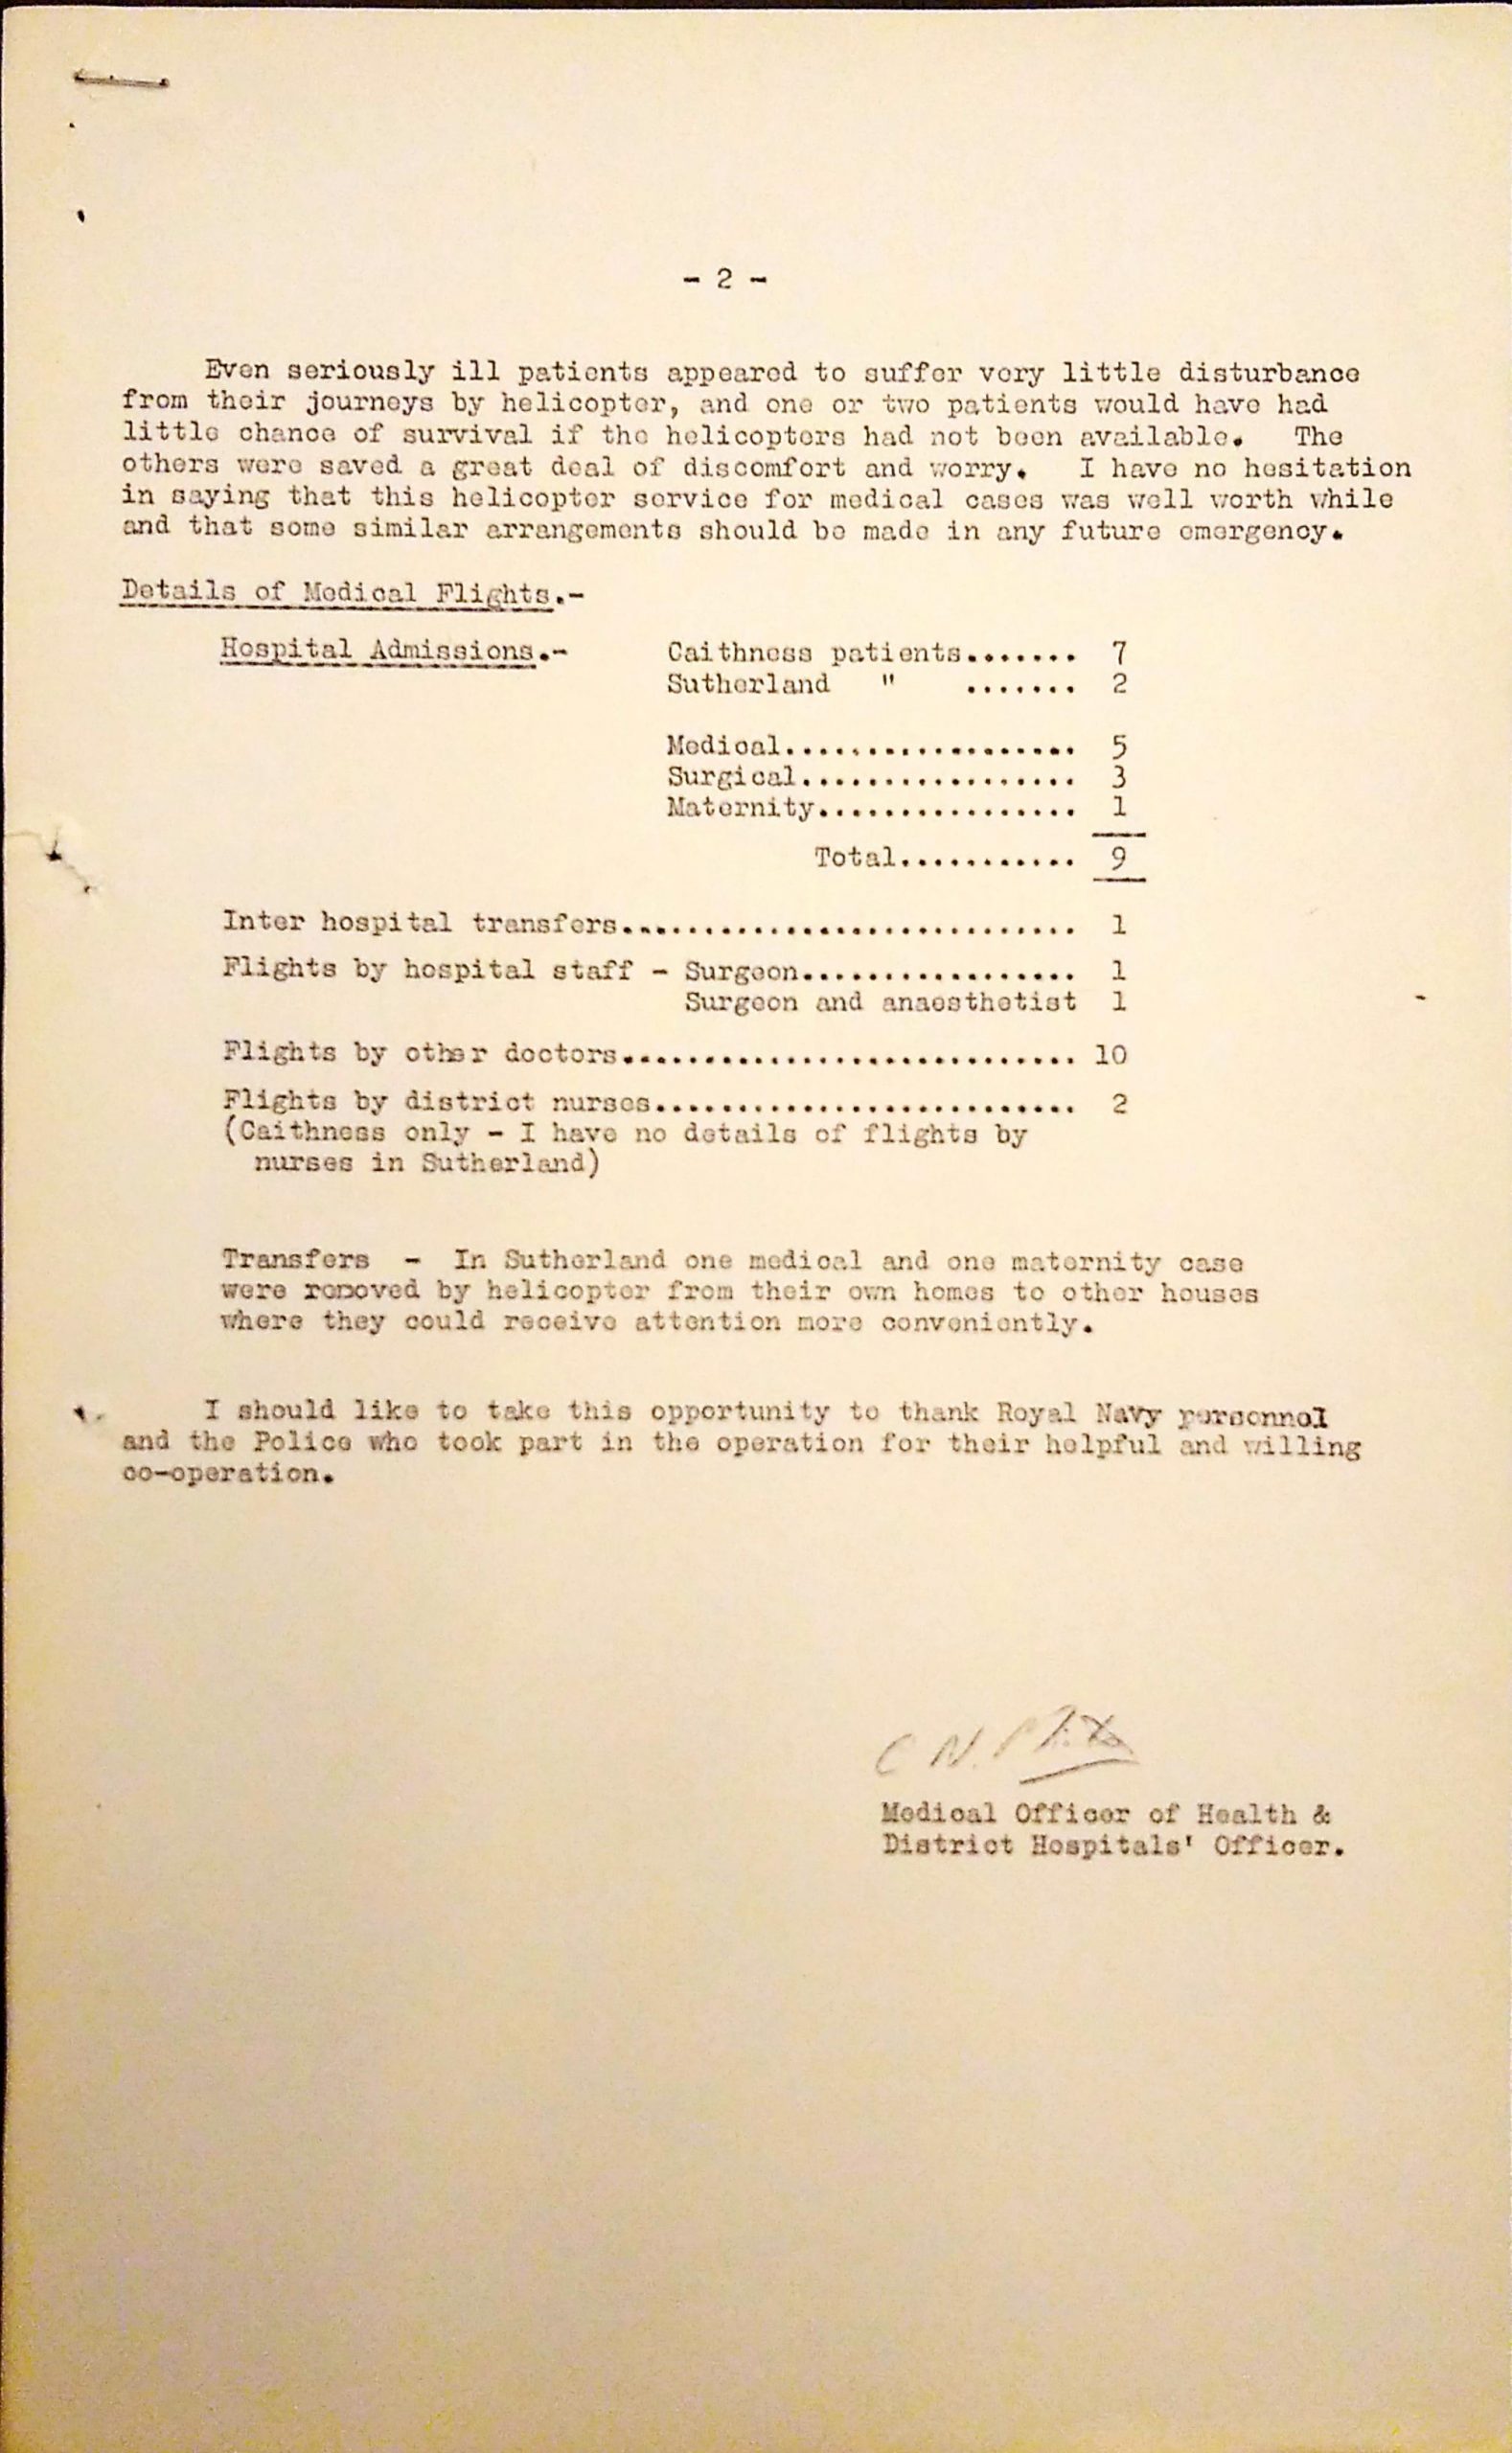 - 2 -
Even seriously ill patients appeared to suffer very little disturbance
from their journeys by helicopter, and one or two patients would have had
little chance of survival if the helicopters had not been available. The
others were saved a great deal of discomfort and worry. I have no hesitation
in saying that this helicopter service for medical cases was well worth while
and that some similar arrangements should be made in any future emergency.
Details of Medical Flights.-
Hospital Admissions.- Caithness patients....... 7
Sutherland " ....... 2
Medical.................. 5
Surgical................. 3
Maternity................ 1
Total........... 9
Inter hospital transfers............................ 1
Flights by hospital staff - Surgeon................. 1
Surgeon and anaesthetist 1
Flights by other doctors............................ 10
Flights by district nurses.......................... 2
(Caithness only - I have no details of flights by
nurses in Sutherland)
Transfers - In Sutherland one medical and one maternity case
were removed by helicopter from their own homes to other houses
where they could receive attention more conveniently.
I should like to take this opportunity to thank Royal Navy personnel
and the Police who took part in the operation for their helpful and willing
co-operation.
C N.
Medical Officer of Health &
District Hospitals' Officer.